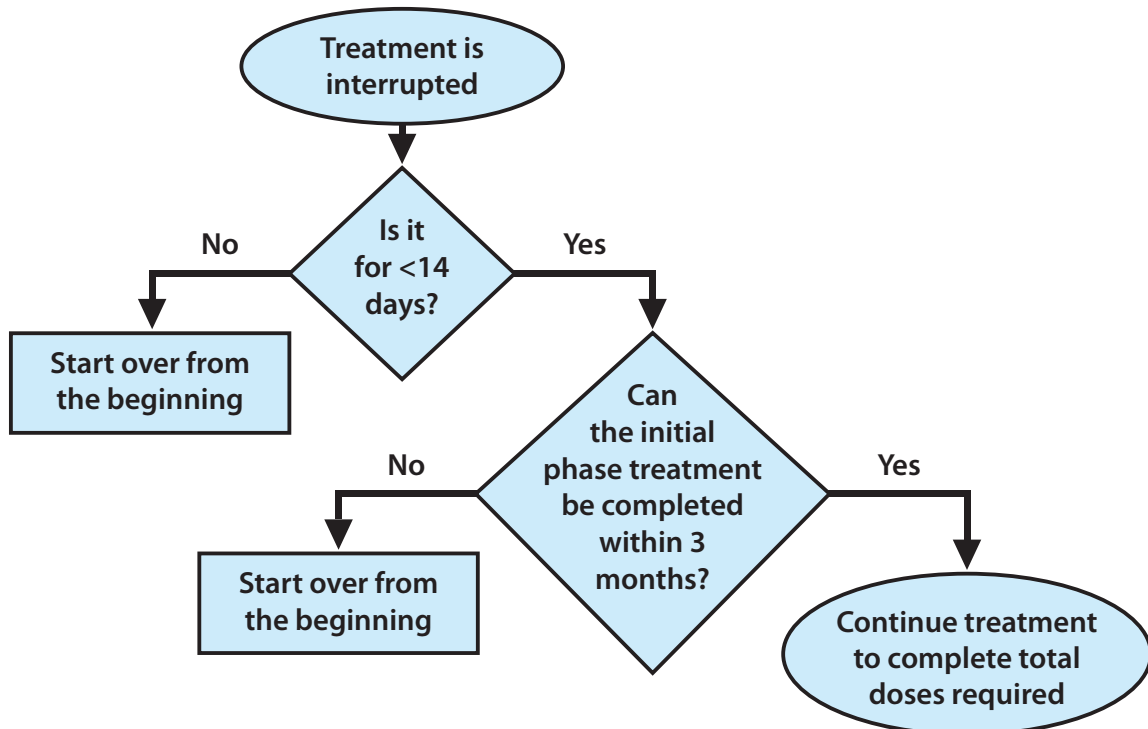 Treatment is
interrupted
Is it
for <14
days?
No
Yes
Start over from
the beginning
Can
the initial
phase treatment
be completed
within 3
months?
No
Yes
Start over from
the beginning
Continue treatment
to complete total
doses required